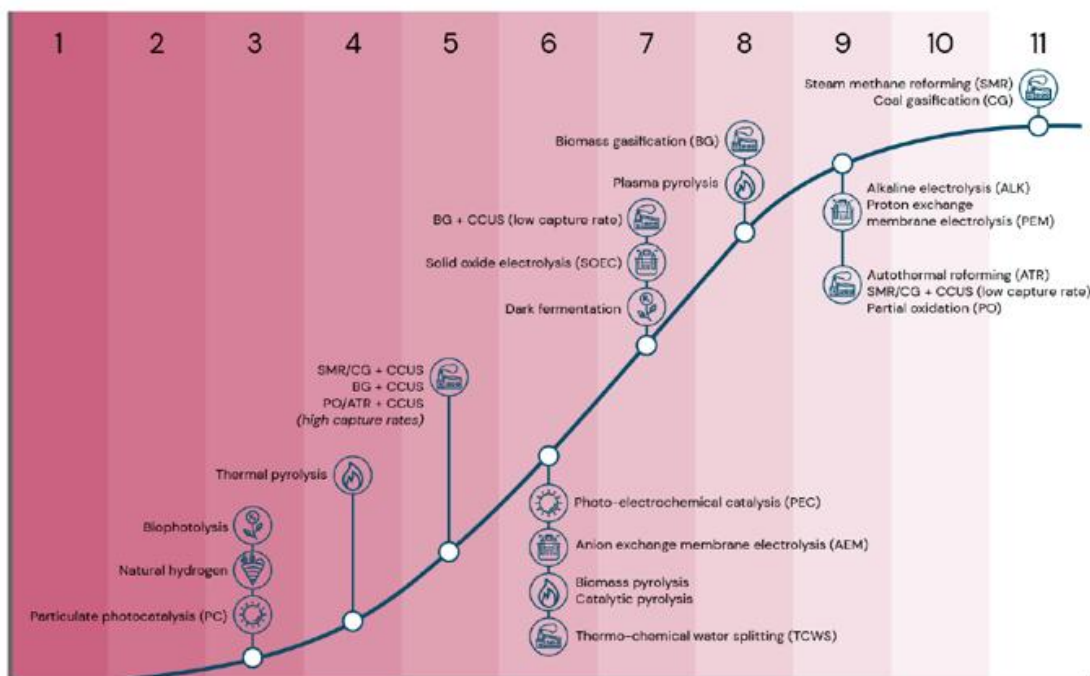 1 2 3 4 5 6 7 8 9 10 11
Steam methane reforming (SMR)
Coal gasification (CG)
Biomass gasification (BG)
Plasma pyrolysis
Alkaline electrolysis (ALK)
Proton exchange
membrane electrolysis (PEM)
BG + CCUS (low capture rate)
Solid oxide electrolysis (SOEC)
Dark fermentation
Autothermal reforming (ATR)
SMR/CG + CCUS (low capture rate)
Partial oxidation (PO)
SMR/CG + CCUS
BG + CCUS
PO/ATR + CCUS
(high capture rates)
Thermal pyrolysis
Biophotolysis
Natural hydrogen
Particulate photocatalysis (PC)
Photo-electrochemical catalysis (PEC)
Anion exchange membrane electrolysis (AEM)
Biomass pyrolysis
Catalytic pyrolysis
Thermo-chemical water splitting (TCWS)